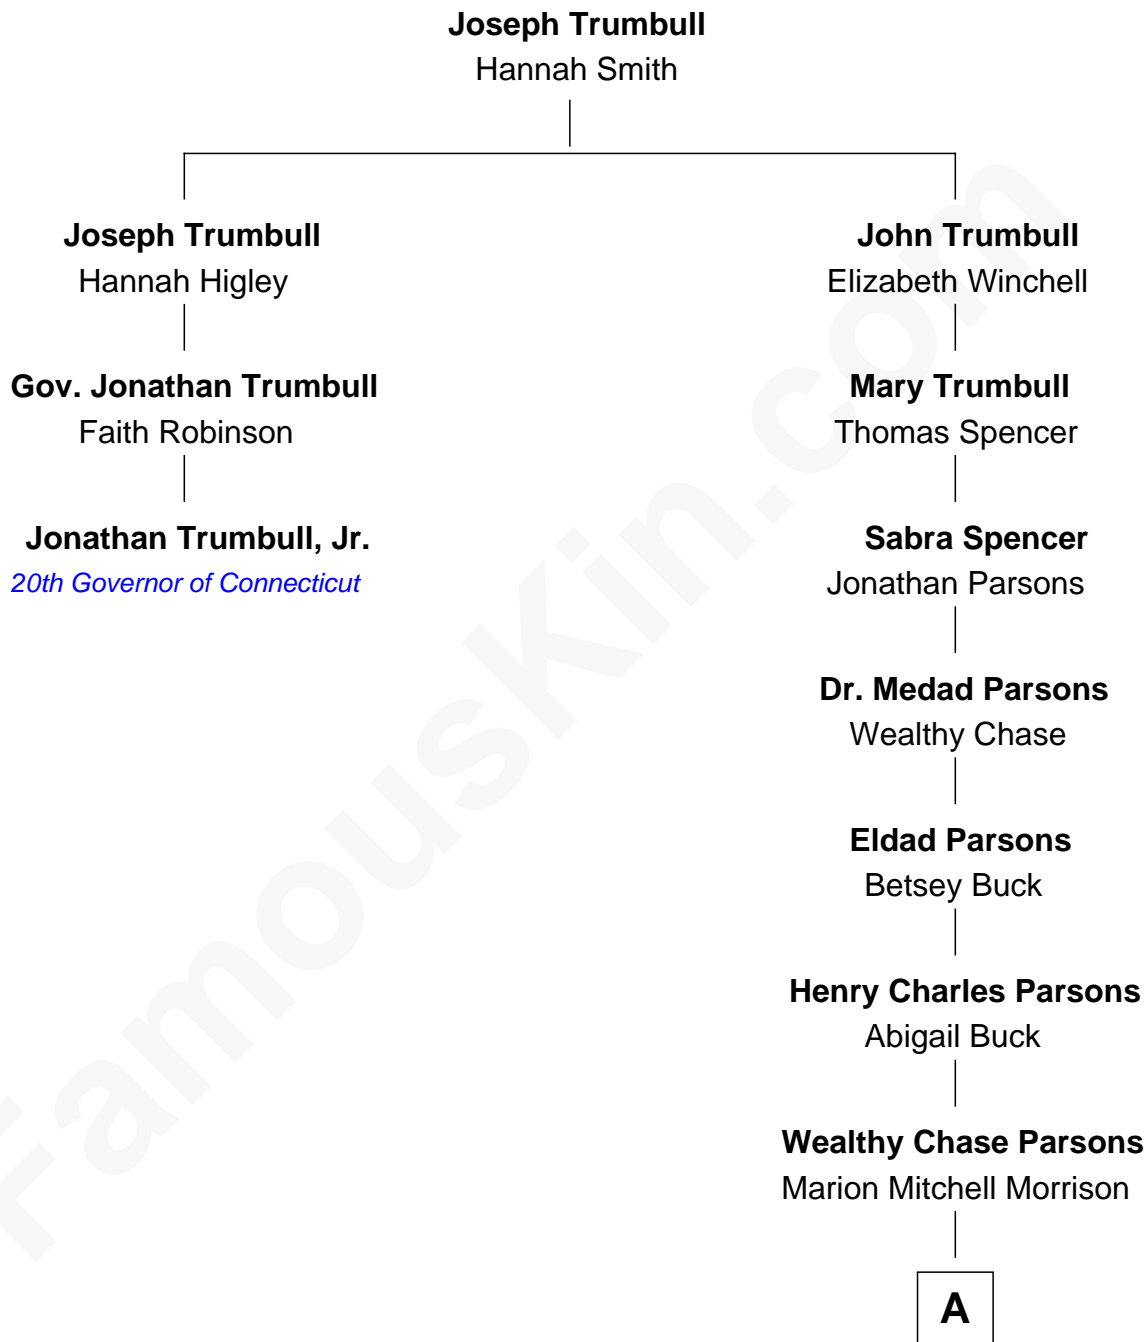 Joseph Trumbull
Hannah Smith
Joseph Trumbull
Hannah Higley
Gov. Jonathan Trumbull
Faith Robinson
Jonathan Trumbull, Jr.
20th Governor of Connecticut
John Trumbull
Elizabeth Winchell
Mary Trumbull
Thomas Spencer
Sabra Spencer
Jonathan Parsons
Dr. Medad Parsons
Wealthy Chase
Eldad Parsons
Betsey Buck
Henry Charles Parsons
Abigail Buck
Wealthy Chase Parsons
Marion Mitchell Morrison
A
FamousKin.com